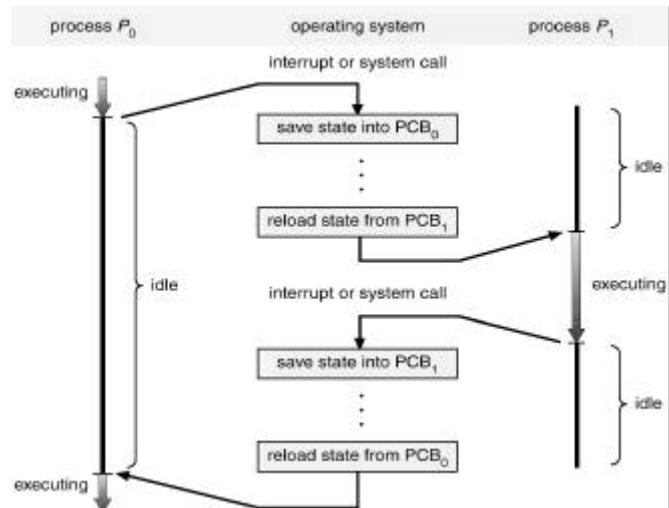 process P₀ operating system process P₁
interrupt or system call
executing
save state into PCB₀
idle
reload state from PCB₁
idle
executing
interrupt or system call
save state into PCB₁
idle
reload state from PCB₀
executing